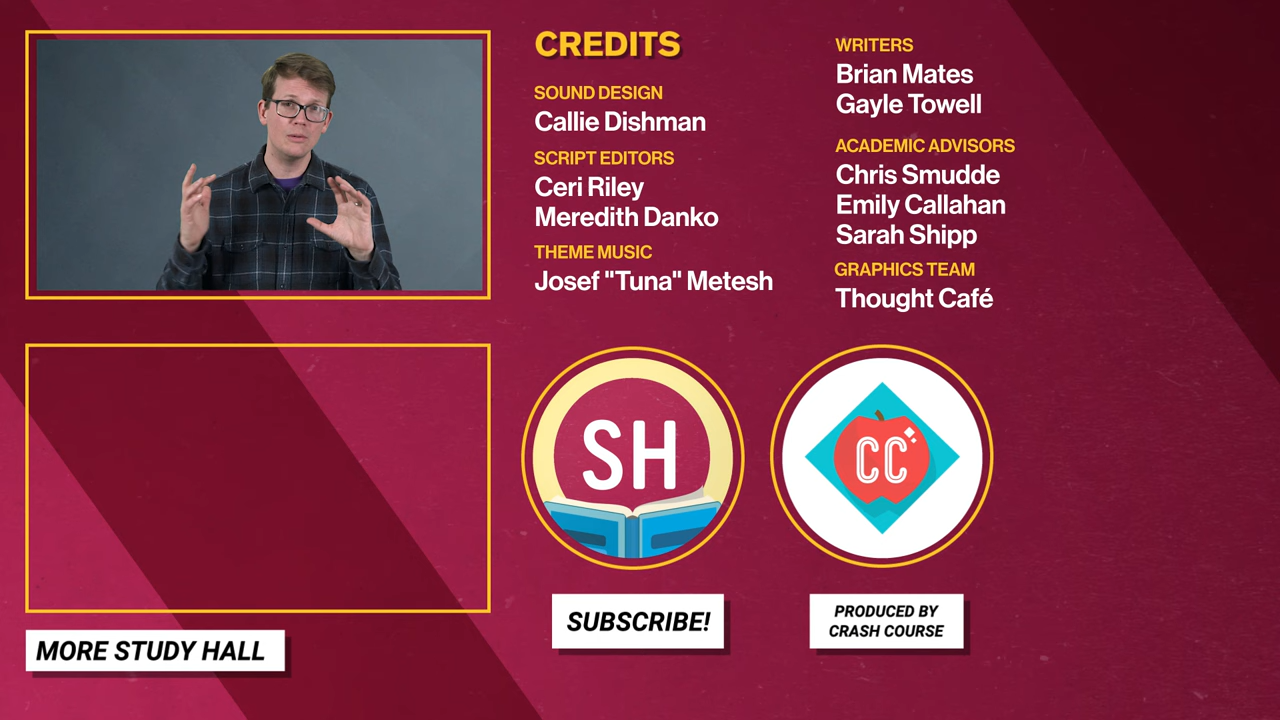 CREDITS
SOUND DESIGN
Callie Dishman
SCRIPT EDITORS
Ceri Riley
Meredith Danko
THEME MUSIC
Josef "Tuna" Metesh
WRITERS
Brian Mates
Gayle Towell
ACADEMIC ADVISORS
Chris Smudde
Emily Callahan
Sarah Shipp
GRAPHICS TEAM
Thought Café
SH
CC
SUBSCRIBE!
PRODUCED BY
CRASH COURSE
MORE STUDY HALL